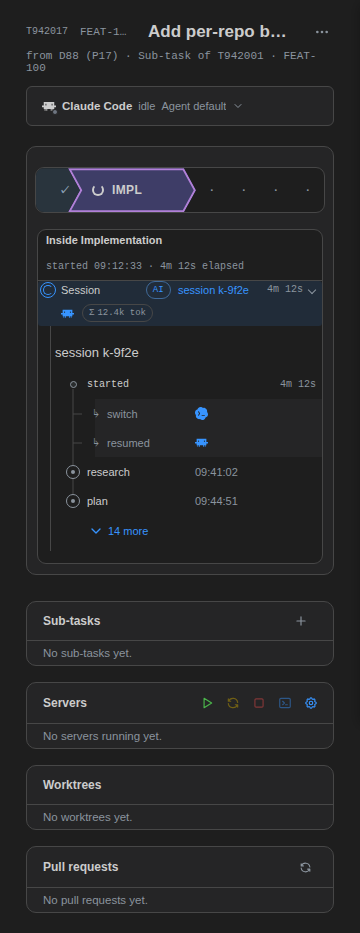 T942017 FEAT-1… Add per-repo b… ···
from D88 (P17) · Sub-task of T942001 · FEAT-
100
Claude Code idle Agent default
✓ IMPL · · · ·
Inside Implementation
started 09:12:33 · 4m 12s elapsed
Session AI session k-9f2e 4m 12s
Σ 12.4k tok
session k-9f2e
started 4m 12s
↳ switch
↳ resumed
research 09:41:02
plan 09:44:51
14 more
Sub-tasks +
No sub-tasks yet.
Servers
No servers running yet.
Worktrees
No worktrees yet.
Pull requests
No pull requests yet.